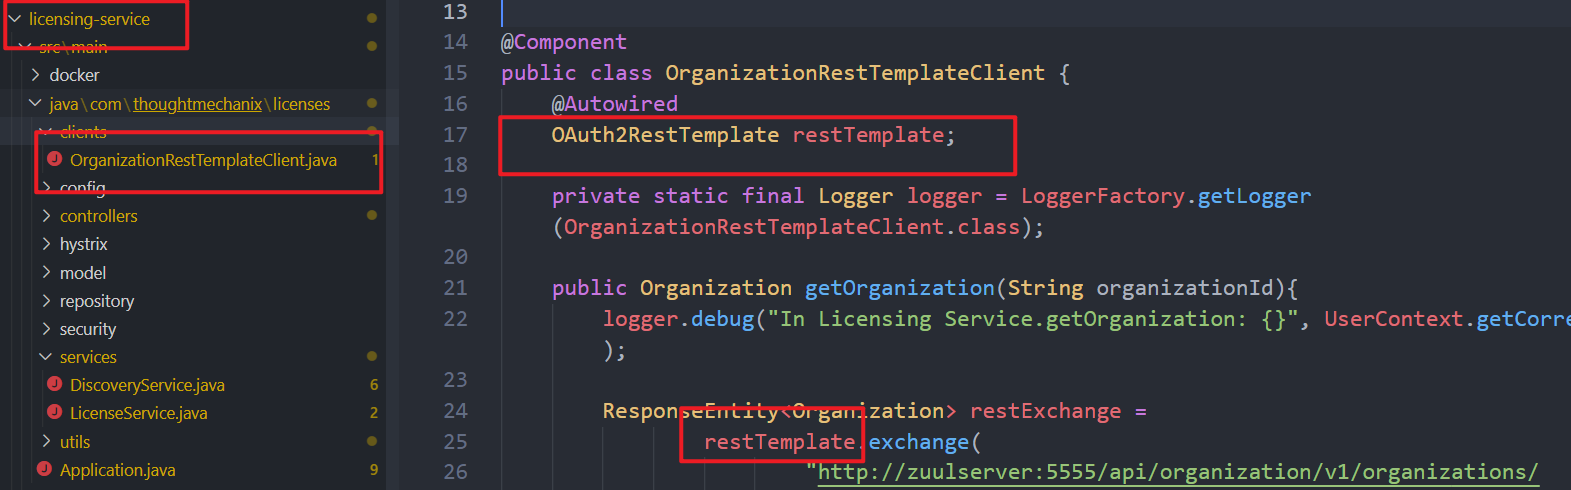 licensing-service
src\main
docker
java\com\thoughtmechanix\licenses
clients
OrganizationRestTemplateClient.java 1
config
controllers
hystrix
model
repository
security
services
DiscoveryService.java 6
LicenseService.java 2
utils
Application.java 9
13
14 @Component
15 public class OrganizationRestTemplateClient {
16 @Autowired
17 OAuth2RestTemplate restTemplate;
18
19 private static final Logger logger = LoggerFactory.getLogger
(OrganizationRestTemplateClient.class);
20
21 public Organization getOrganization(String organizationId){
22 logger.debug("In Licensing Service.getOrganization: {}", UserContext.getCorre
);
23
24 ResponseEntity<Organization> restExchange =
25 restTemplate.exchange(
26 "http://zuulserver:5555/api/organization/v1/organizations/